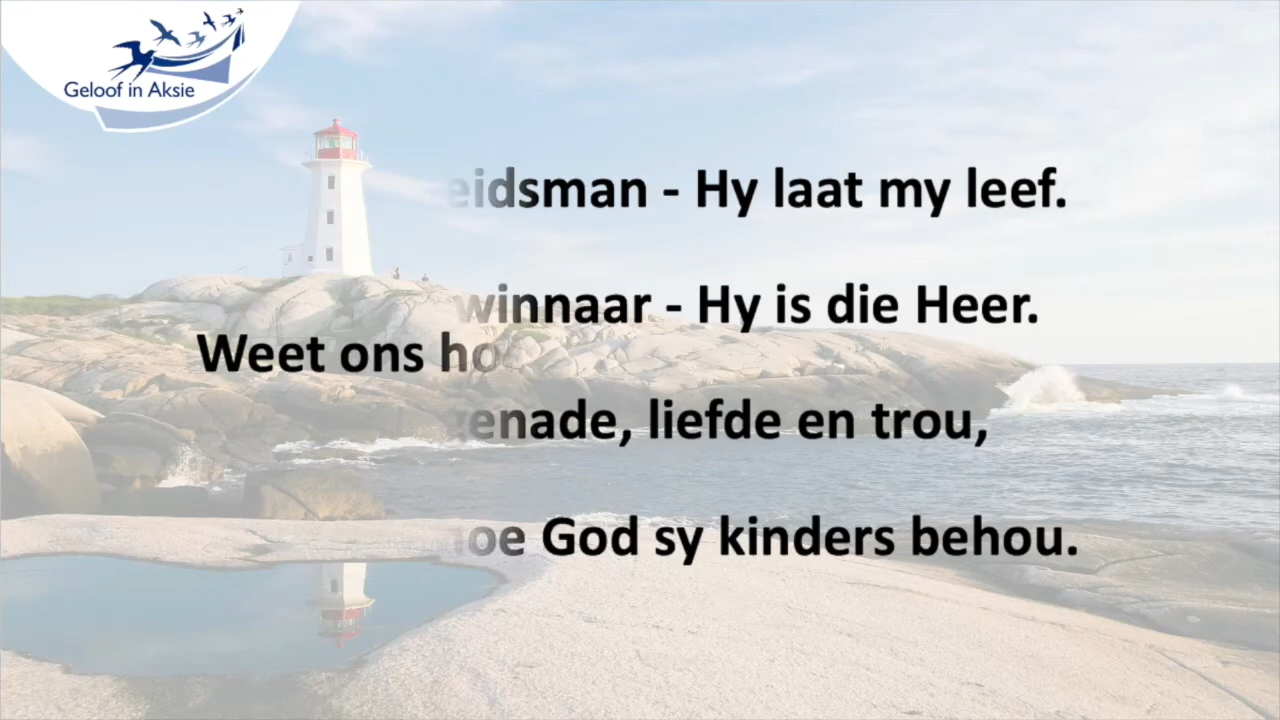 Geloof in Aksie
eidsman - Hy laat my leef.
winnaar - Hy is die Heer.
Weet ons ho
enade, liefde en trou,
oe God sy kinders behou.